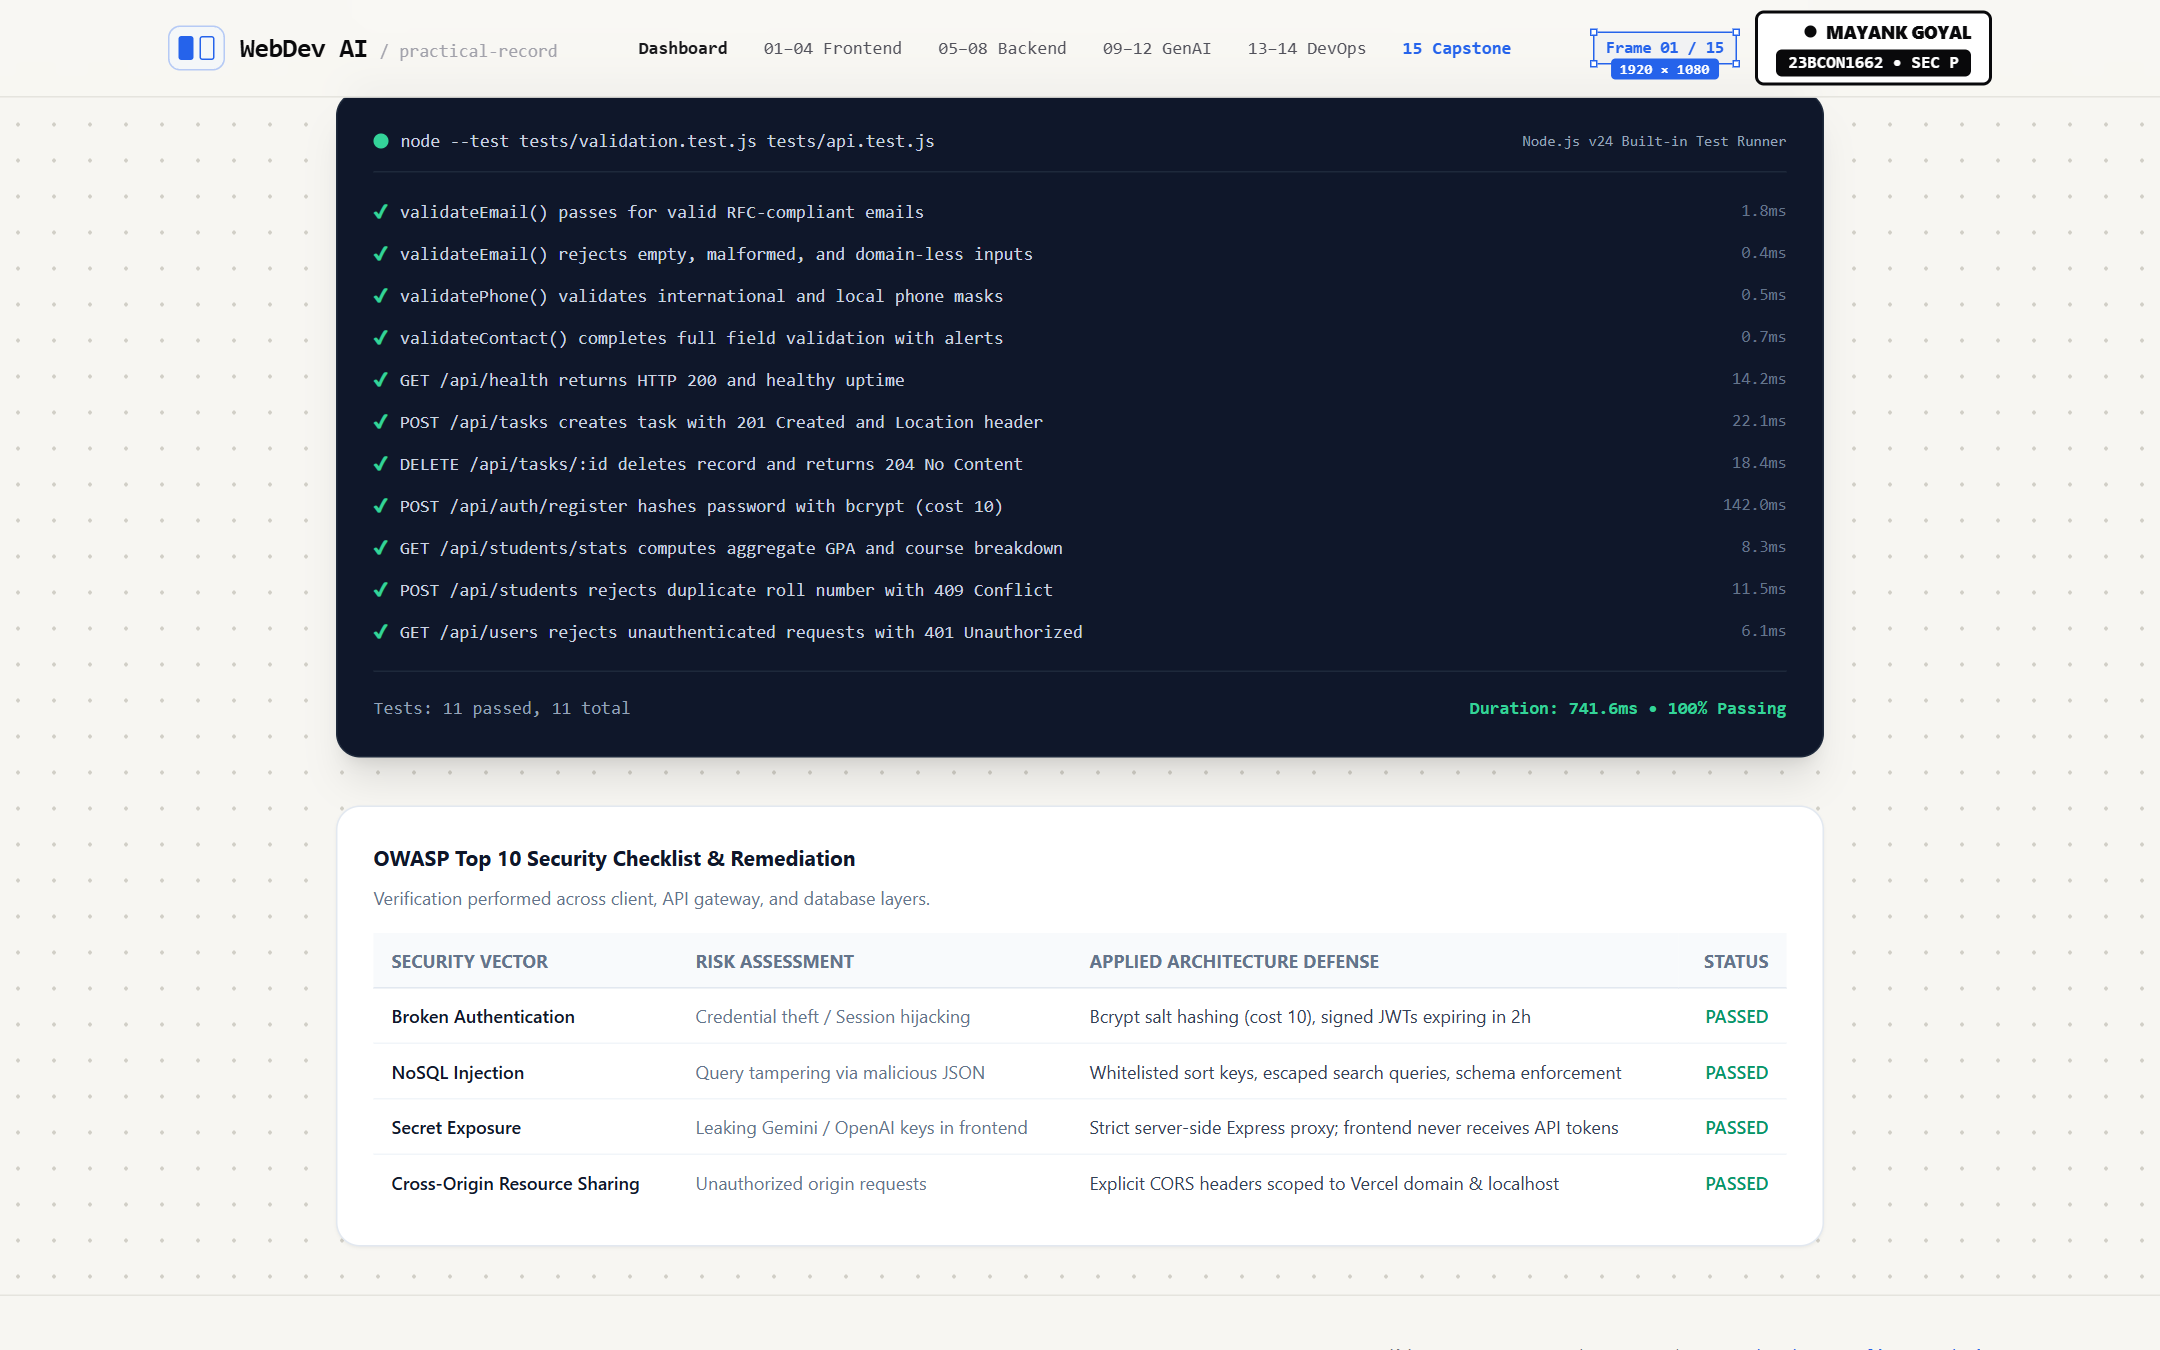 WebDev AI / practical-record
Dashboard
01–04 Frontend
05–08 Backend
09–12 GenAI
13–14 DevOps
15 Capstone
Frame 01 / 15
1920 × 1080
● MAYANK GOYAL
23BCON1662 • SEC P
node --test tests/validation.test.js tests/api.test.js
Node.js v24 Built-in Test Runner
✓ validateEmail() passes for valid RFC-compliant emails 1.8ms
✓ validateEmail() rejects empty, malformed, and domain-less inputs 0.4ms
✓ validatePhone() validates international and local phone masks 0.5ms
✓ validateContact() completes full field validation with alerts 0.7ms
✓ GET /api/health returns HTTP 200 and healthy uptime 14.2ms
✓ POST /api/tasks creates task with 201 Created and Location header 22.1ms
✓ DELETE /api/tasks/:id deletes record and returns 204 No Content 18.4ms
✓ POST /api/auth/register hashes password with bcrypt (cost 10) 142.0ms
✓ GET /api/students/stats computes aggregate GPA and course breakdown 8.3ms
✓ POST /api/students rejects duplicate roll number with 409 Conflict 11.5ms
✓ GET /api/users rejects unauthenticated requests with 401 Unauthorized 6.1ms
Tests: 11 passed, 11 total
Duration: 741.6ms • 100% Passing
OWASP Top 10 Security Checklist & Remediation
Verification performed across client, API gateway, and database layers.
SECURITY VECTOR RISK ASSESSMENT APPLIED ARCHITECTURE DEFENSE STATUS
Broken Authentication Credential theft / Session hijacking Bcrypt salt hashing (cost 10), signed JWTs expiring in 2h PASSED
NoSQL Injection Query tampering via malicious JSON Whitelisted sort keys, escaped search queries, schema enforcement PASSED
Secret Exposure Leaking Gemini / OpenAI keys in frontend Strict server-side Express proxy; frontend never receives API tokens PASSED
Cross-Origin Resource Sharing Unauthorized origin requests Explicit CORS headers scoped to Vercel domain & localhost PASSED